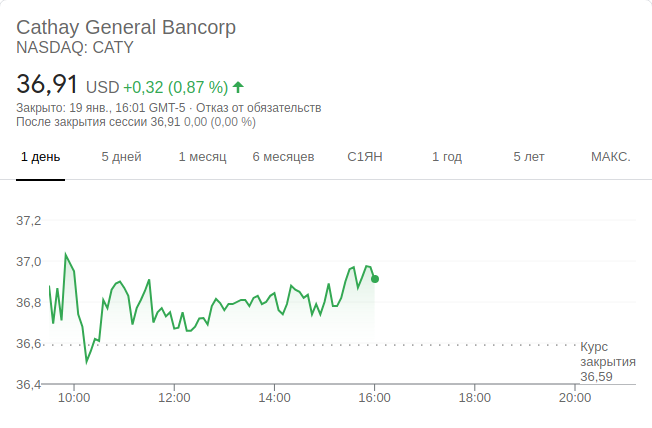 Cathay General Bancorp
NASDAQ: CATY
36,91 USD +0,32 (0,87 %)
Закрыто: 19 янв., 16:01 GMT-5 · Отказ от обязательств
После закрытия сессии 36,91 0,00 (0,00 %)
1 день 5 дней 1 месяц 6 месяцев С1ЯН 1 год 5 лет МАКС.
37,2
37,0
36,8
36,6
Курс
закрытия
36,59
36,4
10:00 12:00 14:00 16:00 18:00 20:00